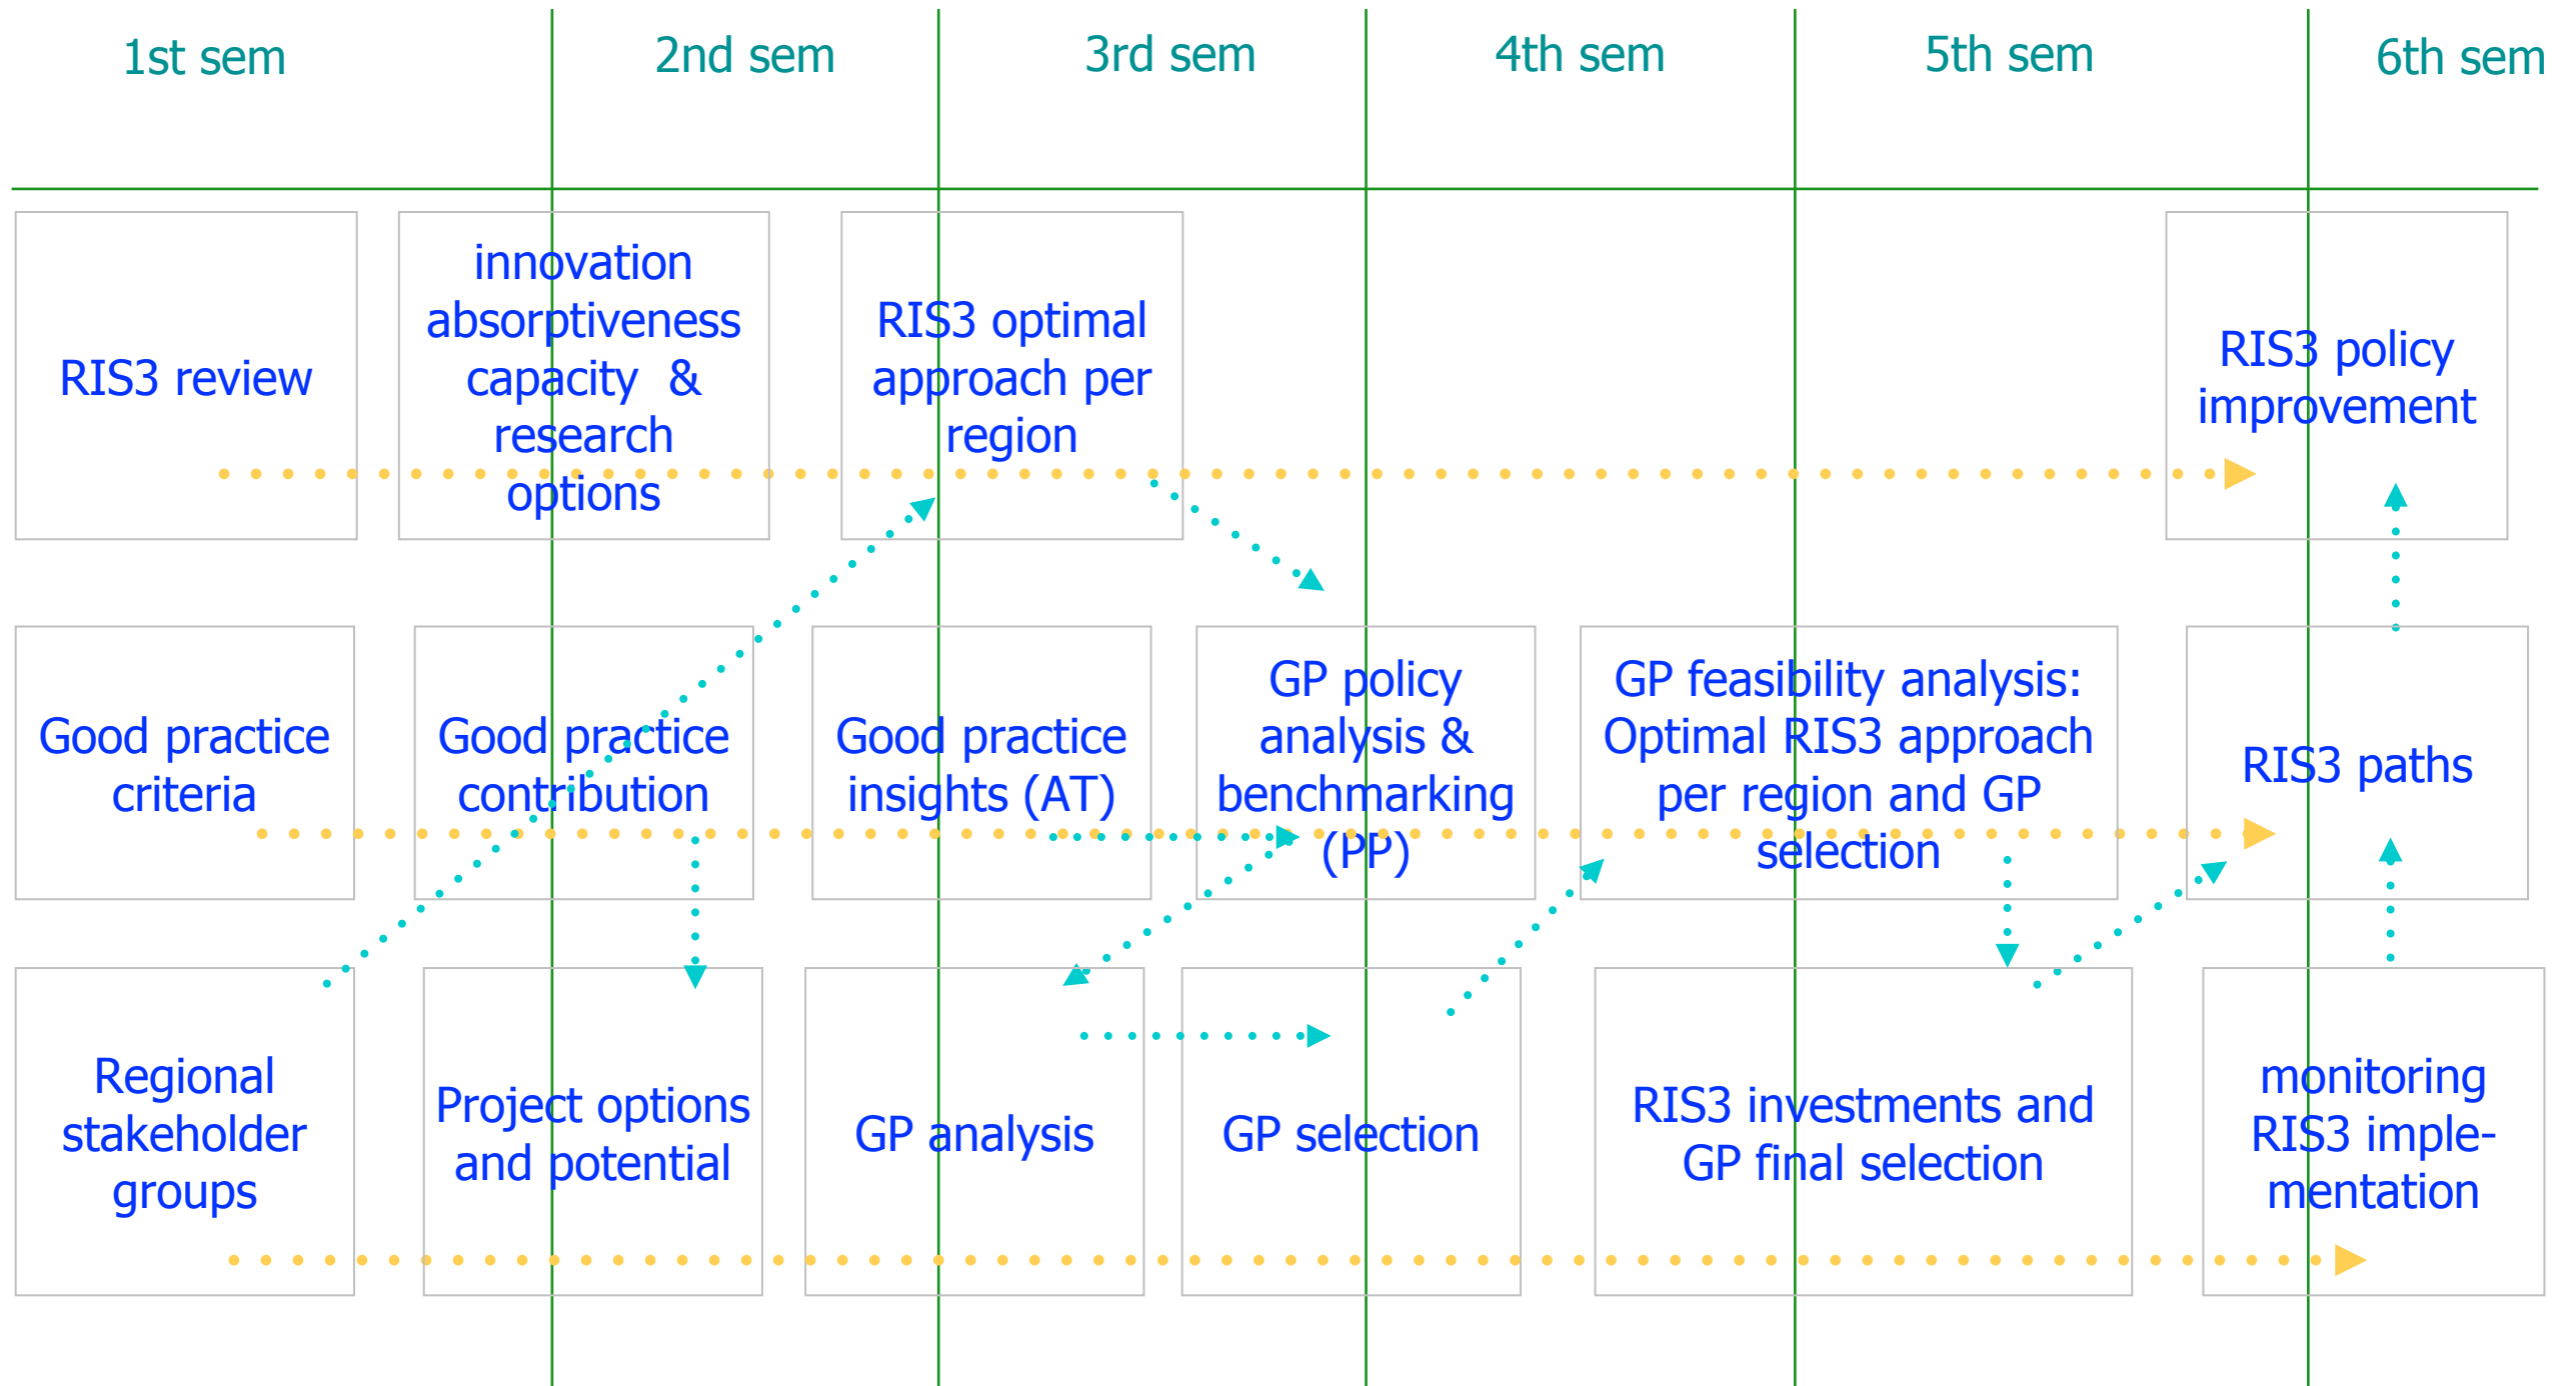 1st sem
2nd sem
3rd sem
4th sem
5th sem
6th sem
RIS3 review
innovation
absorptiveness
capacity  &
research
options
RIS3 optimal
approach per
region
RIS3 policy
improvement
Good practice
criteria
Good practice
contribution
Good practice
insights (AT)
GP policy
analysis &
benchmarking
(PP)
GP feasibility analysis:
Optimal RIS3 approach
per region and GP
selection
RIS3 paths
Regional
stakeholder
groups
Project options
and potential
GP analysis
GP selection
RIS3 investments and
GP final selection
monitoring
RIS3 imple-
mentation